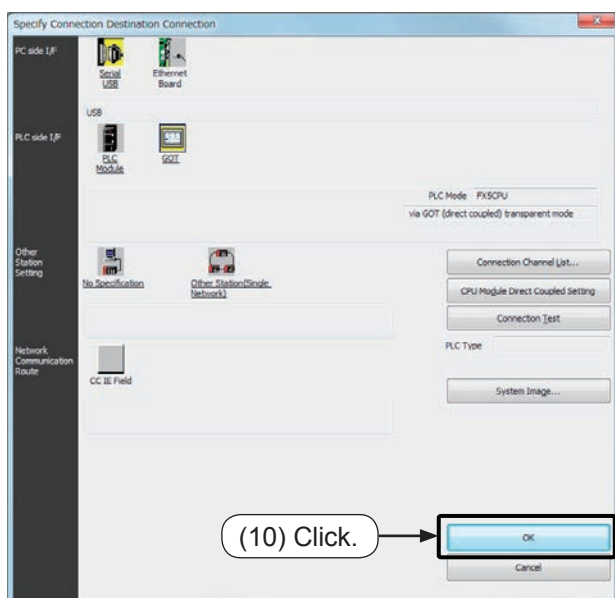 Specify Connection Destination Connection
PC side I/F
Serial
USB
Ethernet
Board
USB
PLC side I/F
PLC
Module
GOT
PLC Mode FX5CPU
via GOT (direct coupled) transparent mode
Other
Station
Setting
No Specification
Other Station(Single
Network)
Connection Channel List...
CPU Module Direct Coupled Setting
Connection Test
PLC Type
Network
Communication
Route
CC IE Field
System Image...
(10) Click.
OK
Cancel